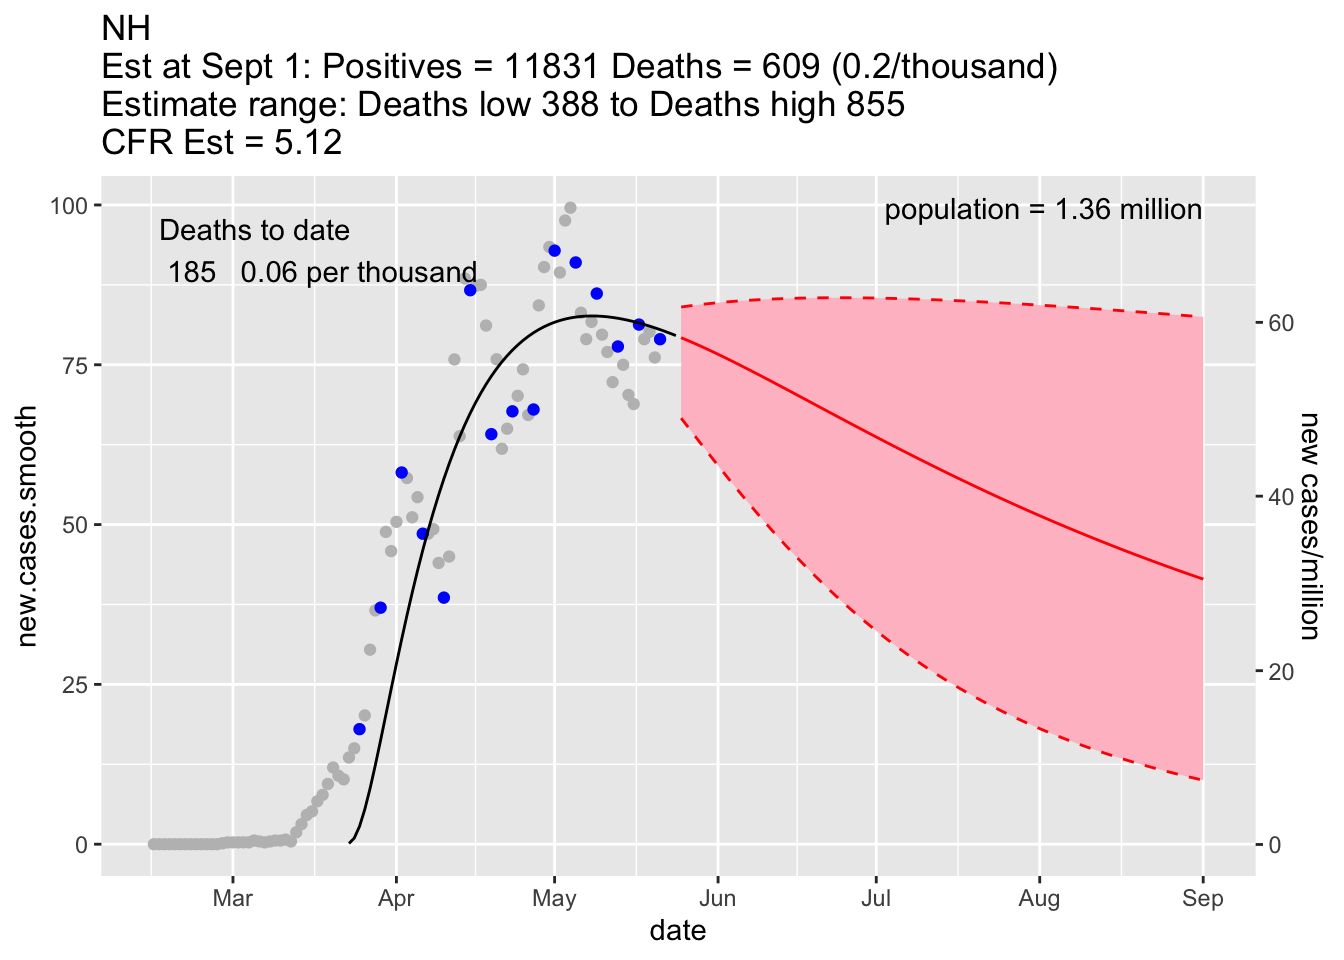 NH
Est at Sept 1: Positives = 11831 Deaths = 609 (0.2/thousand)
Estimate range: Deaths low 388 to Deaths high 855
CFR Est = 5.12
Deaths to date
185 0.06 per thousand
population = 1.36 million
100
75
50
25
0
new.cases.smooth
60
40
20
0
new cases/million
Mar Apr May Jun Jul Aug Sep
date